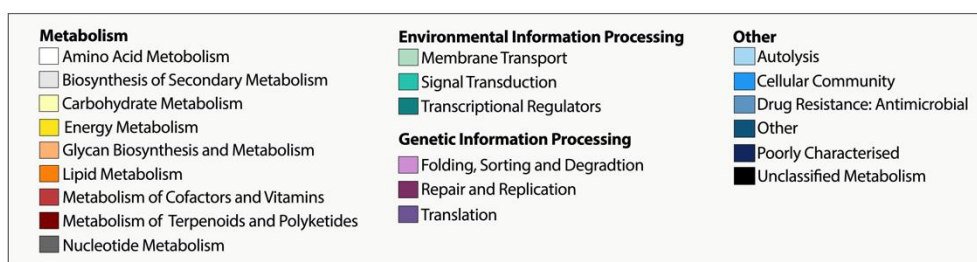 Metabolism
Amino Acid Metobolism
Biosynthesis of Secondary Metabolism
Carbohydrate Metabolism
Energy Metabolism
Glycan Biosynthesis and Metabolism
Lipid Metabolism
Metabolism of Cofactors and Vitamins
Metabolism of Terpenoids and Polyketides
Nucleotide Metabolism
Environmental Information Processing
Membrane Transport
Signal Transduction
Transcriptional Regulators
Genetic Information Processing
Folding, Sorting and Degradtion
Repair and Replication
Translation
Other
Autolysis
Cellular Community
Drug Resistance: Antimicrobial
Other
Poorly Characterised
Unclassified Metabolism